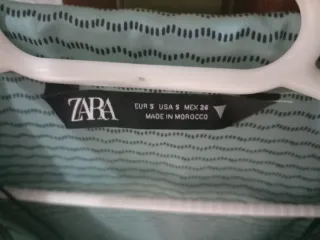 ZARA
EUR S USA S MEX 26
MADE IN MOROCCO